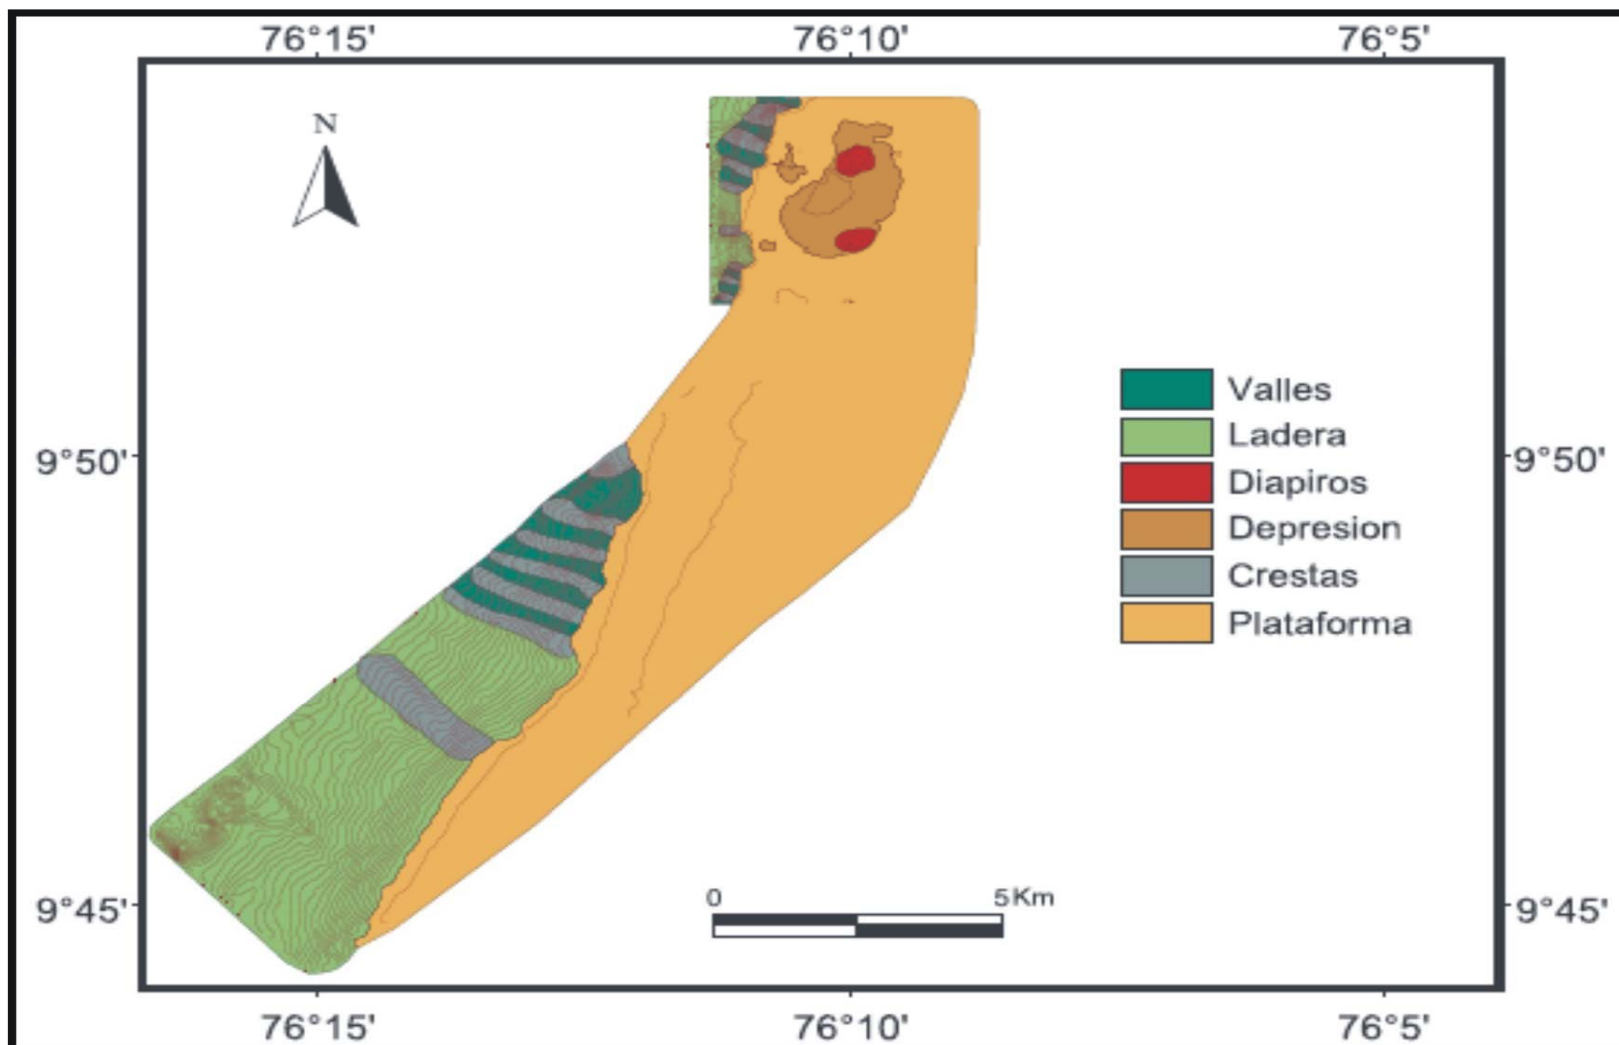 76°15' 76°10' 76°5'
N
Valles
Ladera
9°50' 9°50'
Diapiros
Depresion
Crestas
Plataforma
0 5Km
9°45' 9°45'
76°15' 76°10' 76°5'